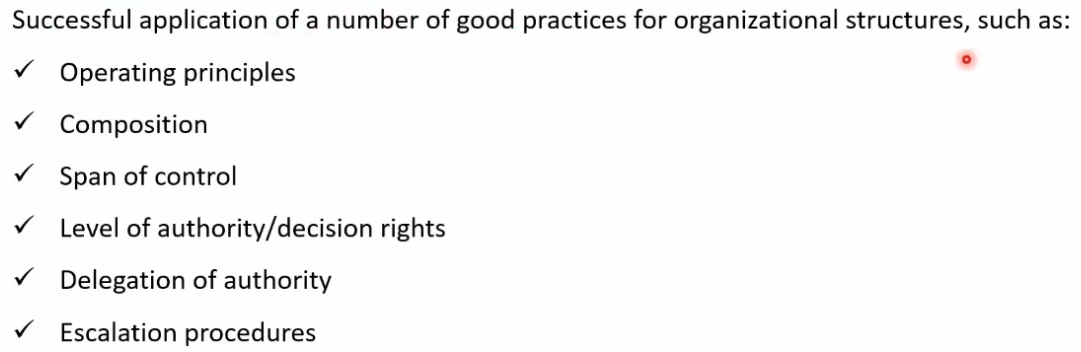 Successful application of a number of good practices for organizational structures, such as:
✓ Operating principles
✓ Composition
✓ Span of control
✓ Level of authority/decision rights
✓ Delegation of authority
✓ Escalation procedures